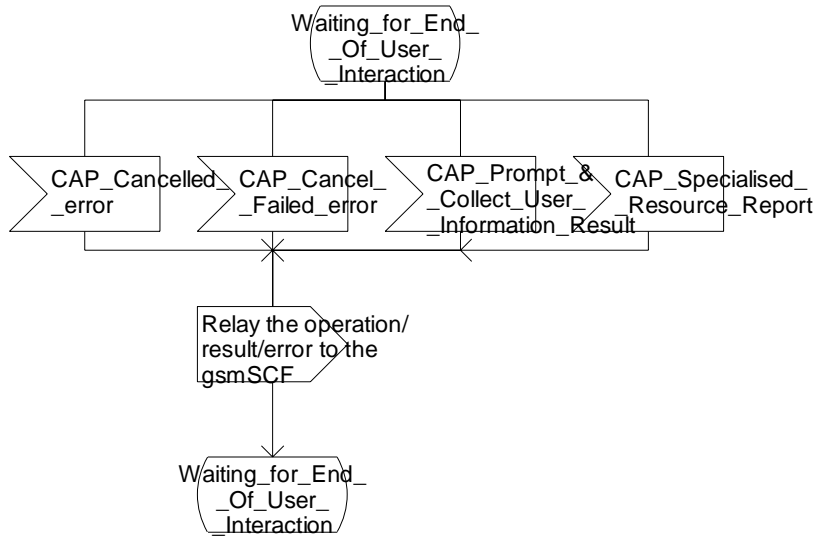 Waiting_for_End_
_Of_User_
_Interaction
CAP_Cancelled_
_error
CAP_Cancel_
_Failed_error
CAP_Prompt_&
_Collect_User_
_Information_Result
CAP_Specialised_
_Resource_Report
Relay the operation/
result/error to the
gsmSCF
Waiting_for_End_
_Of_User_
_Interaction